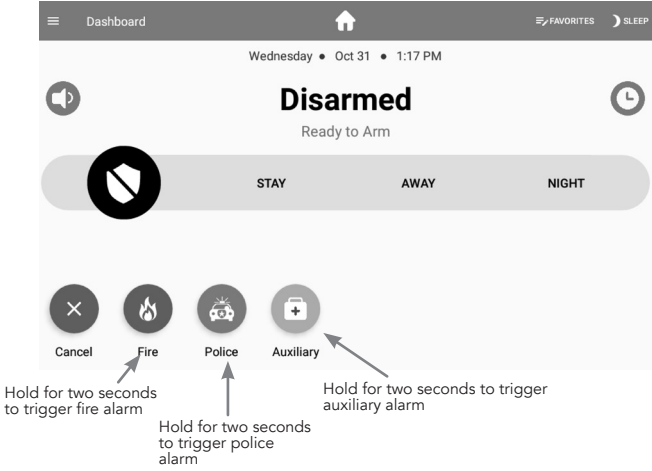 Dashboard
FAVORITES
SLEEP
Wednesday ● Oct 31 ● 1:17 PM
Disarmed
Ready to Arm
STAY
AWAY
NIGHT
Cancel
Fire
Police
Auxiliary
Hold for two seconds
to trigger fire alarm
Hold for two seconds
to trigger police
alarm
Hold for two seconds to trigger
auxiliary alarm